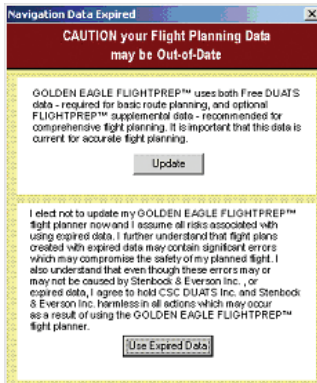 Navigation Data Expired
CAUTION your Flight Planning Data
may be Out-of-Date
GOLDEN EAGLE FLIGHTPREP™ uses both Free DUATS
data - required for basic route planning, and optional
FLIGHTPREP™ supplemental data - recommended for
comprehensive flight planning. It is important that this data is
current for accurate flight planning.
Update
I elect not to update my GOLDEN EAGLE FLIGHTPREP™
flight planner now and I assume all risks associated with
using expired data. I further understand that flight plans
created with expired data may contain significant errors
which may compromise the safety of my planned flight. I
also understand that even though these errors may or
may not be caused by Stenbock & Everson Inc. , or
expired data, I agree to hold CSC DUATS Inc. and Stenbock
& Everson Inc. harmless in all actions which may occur
as a result of using the GOLDEN EAGLE FLIGHTPREP™
flight planner.
Use Expired Data